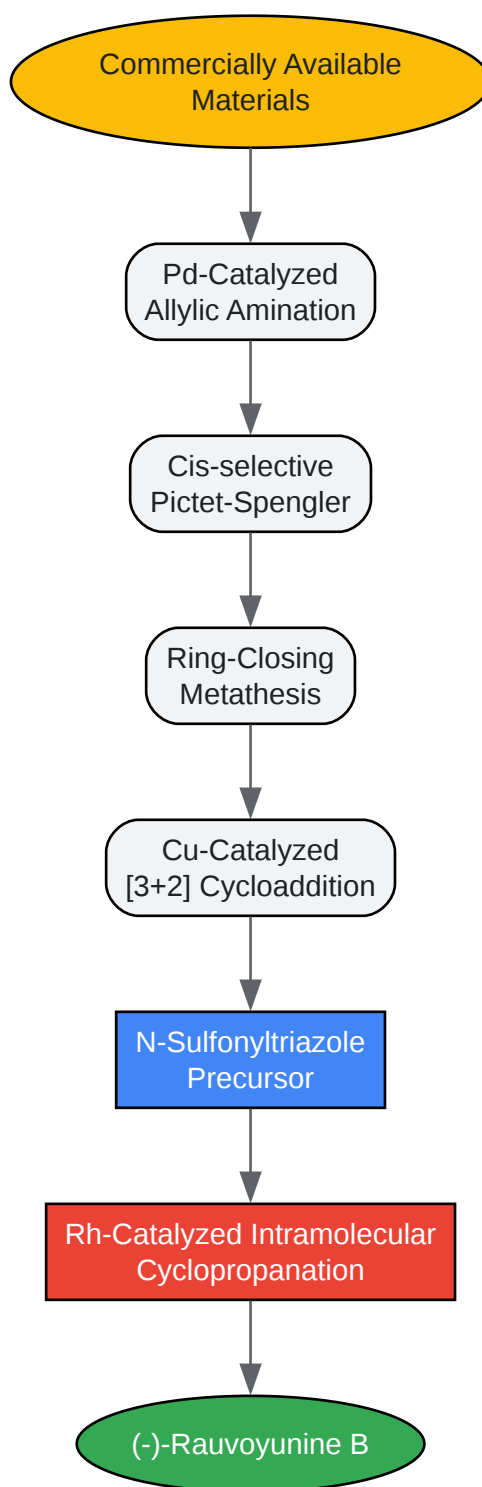 Commercially Available
Materials
Pd-Catalyzed
Allylic Amination
Cis-selective
Pictet-Spengler
Ring-Closing
Metathesis
Cu-Catalyzed
[3+2] Cycloaddition
N-Sulfonyltriazole
Precursor
Rh-Catalyzed Intramolecular
Cyclopropanation
(-)-Rauvoyunine B